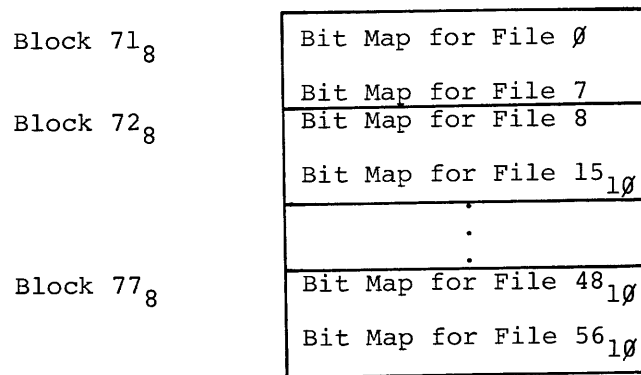 Block 71₈ Bit Map for File Ø
Bit Map for File 7
Block 72₈ Bit Map for File 8
Bit Map for File 15₁Ø
.
.
.
Block 77₈ Bit Map for File 48₁Ø
Bit Map for File 56₁Ø